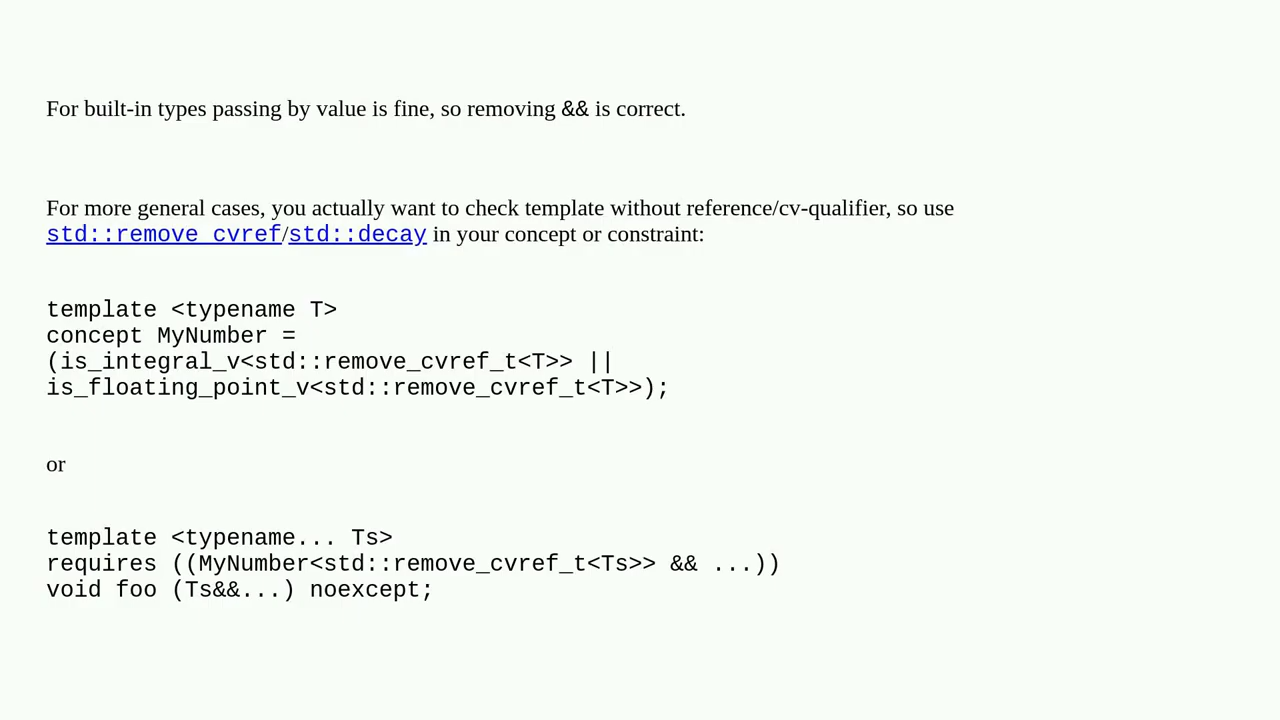 For built-in types passing by value is fine, so removing && is correct.
For more general cases, you actually want to check template without reference/cv-qualifier, so use
std::remove_cvref/std::decay in your concept or constraint:
template <typename T>
concept MyNumber =
(is_integral_v<std::remove_cvref_t<T>> ||
is_floating_point_v<std::remove_cvref_t<T>>);
or
template <typename... Ts>
requires ((MyNumber<std::remove_cvref_t<Ts>> && ...))
void foo (Ts&&...) noexcept;